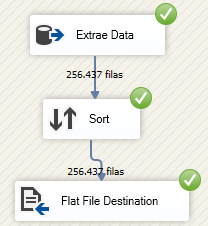 Extrae Data
256.437 filas
Sort
256.437 filas
Flat File Destination